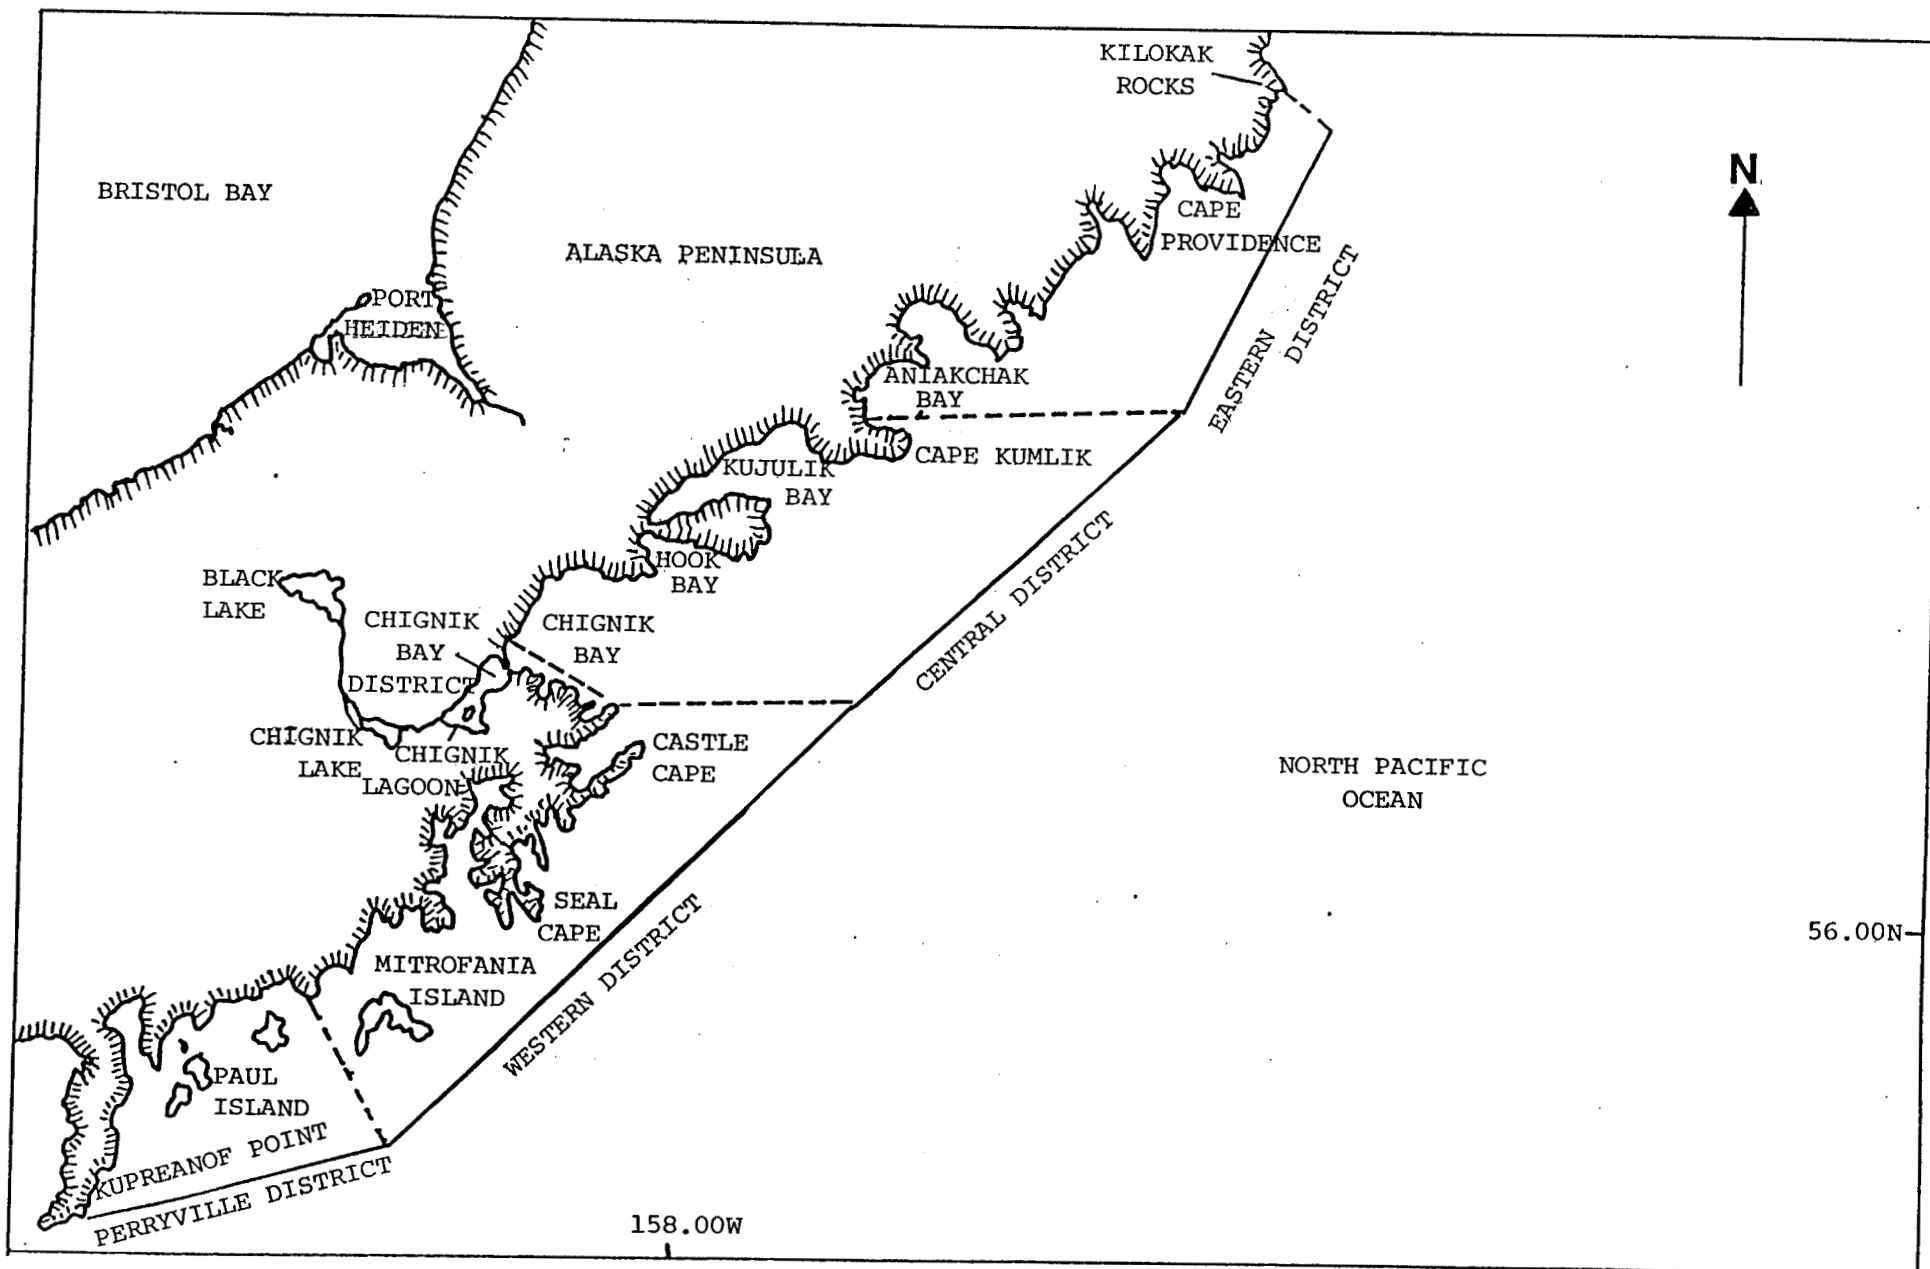 KILOKAK
ROCKS
N
BRISTOL BAY
CAPE
PROVIDENCE
ALASKA PENINSULA
PORT
HEIDEN
EASTERN
DISTRICT
ANIAKCHAK
BAY
CAPE KUMLIK
KUJULIK
BAY
HOOK
BAY
CENTRAL DISTRICT
BLACK
LAKE
CHIGNIK
BAY
DISTRICT
CHIGNIK
BAY
CHIGNIK
LAKE
CHIGNIK
LAGOON
CASTLE
CAPE
NORTH PACIFIC
OCEAN
SEAL
CAPE
56.00N
WESTERN DISTRICT
MITROFANIA
ISLAND
PAUL
ISLAND
KUPREANOF POINT
PERRYVILLE DISTRICT
158.00W